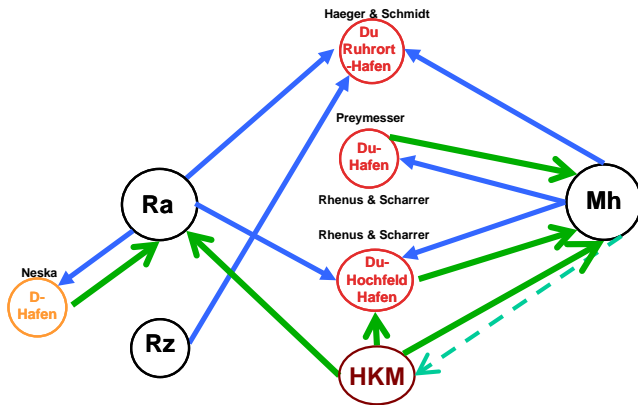 Haeger & Schmidt
Du
Ruhrort
-Hafen
Preymesser
Du-
Hafen
Ra
Mh
Rhenus & Scharrer
Rhenus & Scharrer
Neska
Du-
Hochfeld
Hafen
D-
Hafen
Rz
HKM